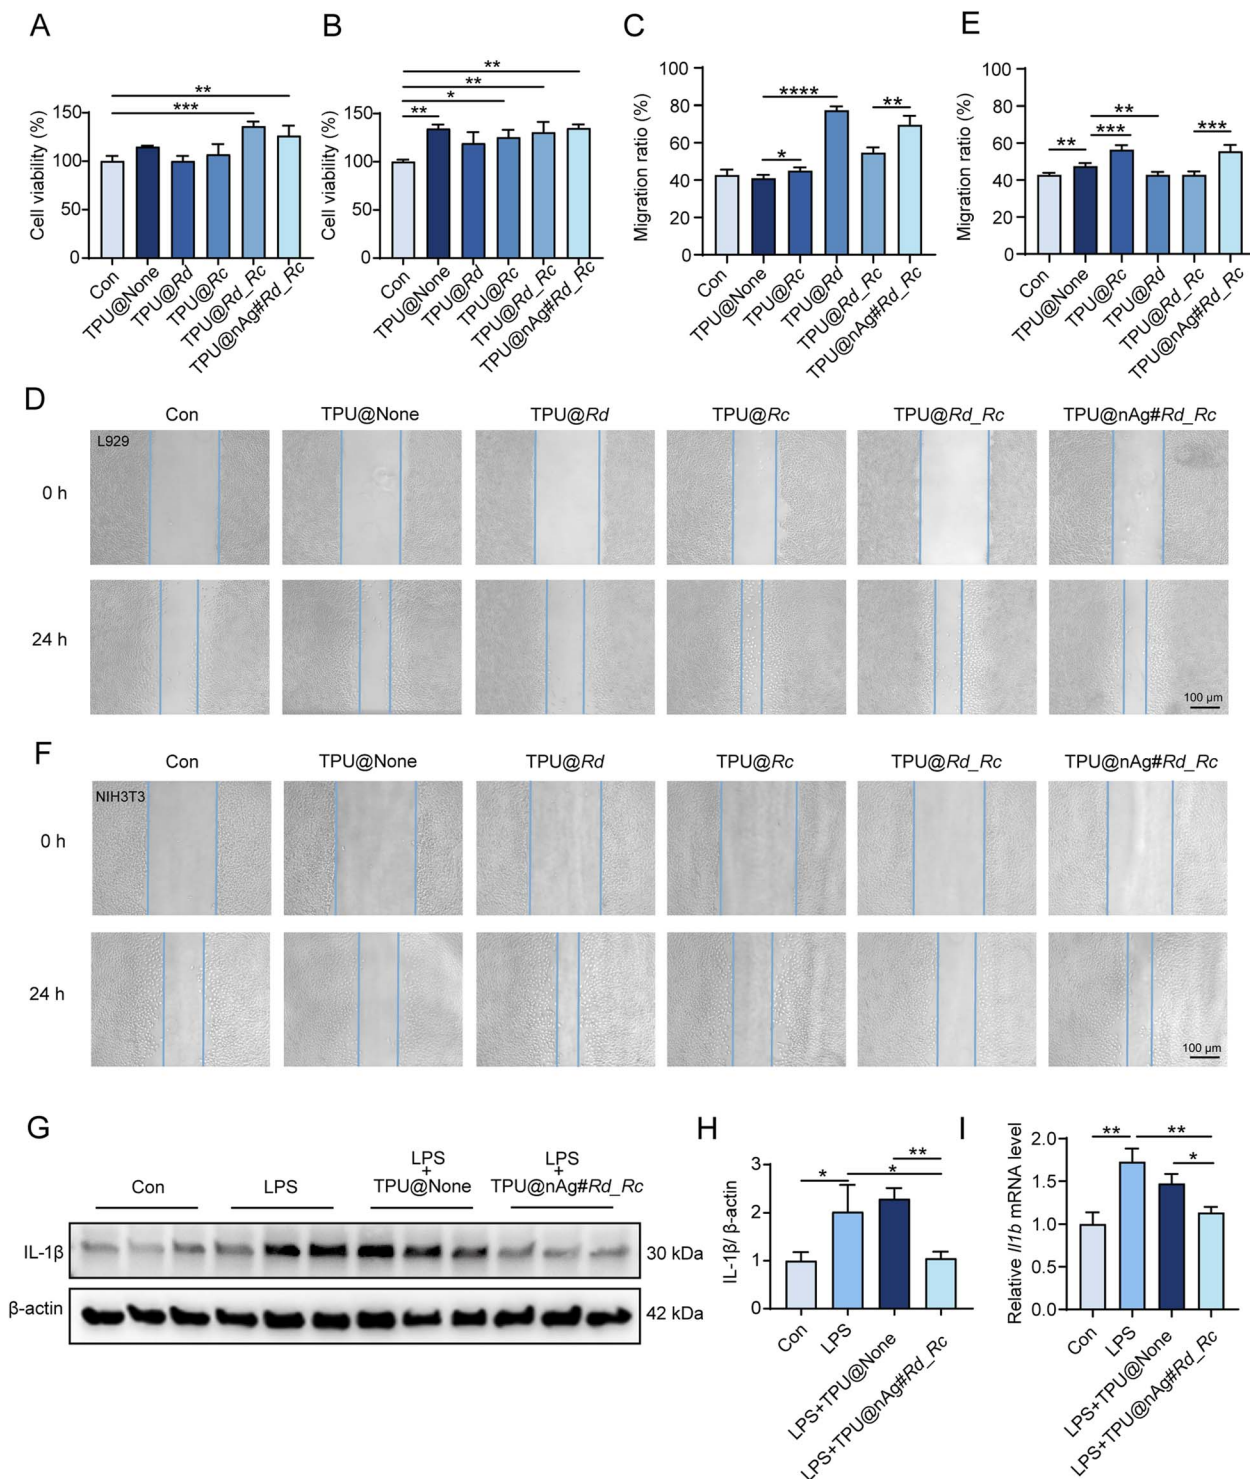 A
**
***
Cell viability (%)
150
100
50
0
Con
TPU@None
TPU@Rd
TPU@Rc
TPU@Rd_Rc
TPU@nAg#Rd_Rc
B
**
**
*
**
Cell viability (%)
150
100
50
0
Con
TPU@None
TPU@Rd
TPU@Rc
TPU@Rd_Rc
TPU@nAg#Rd_Rc
C
****
**
*
Migration ratio (%)
100
80
60
40
20
0
Con
TPU@None
TPU@Rc
TPU@Rd
TPU@Rd_Rc
TPU@nAg#Rd_Rc
E
**
**
***
***
Migration ratio (%)
100
80
60
40
20
0
Con
TPU@None
TPU@Rc
TPU@Rd
TPU@Rd_Rc
TPU@nAg#Rd_Rc
D
Con TPU@None TPU@Rd TPU@Rc TPU@Rd_Rc TPU@nAg#Rd_Rc
L929
0 h
24 h
100 µm
F
Con TPU@None TPU@Rd TPU@Rc TPU@Rd_Rc TPU@nAg#Rd_Rc
NIH3T3
0 h
24 h
100 µm
G
Con
LPS
LPS
+
TPU@None
LPS
+
TPU@nAg#Rd_Rc
IL-1β 30 kDa
β-actin 42 kDa
H
**
*
*
IL-1β/ β-actin
3
2
1
0
Con
LPS
LPS+TPU@None
LPS+TPU@nAg#Rd_Rc
I
**
**
*
Relative Il1b mRNA level
2.0
1.5
1.0
0.5
0.0
Con
LPS
LPS+TPU@None
LPS+TPU@nAg#Rd_Rc